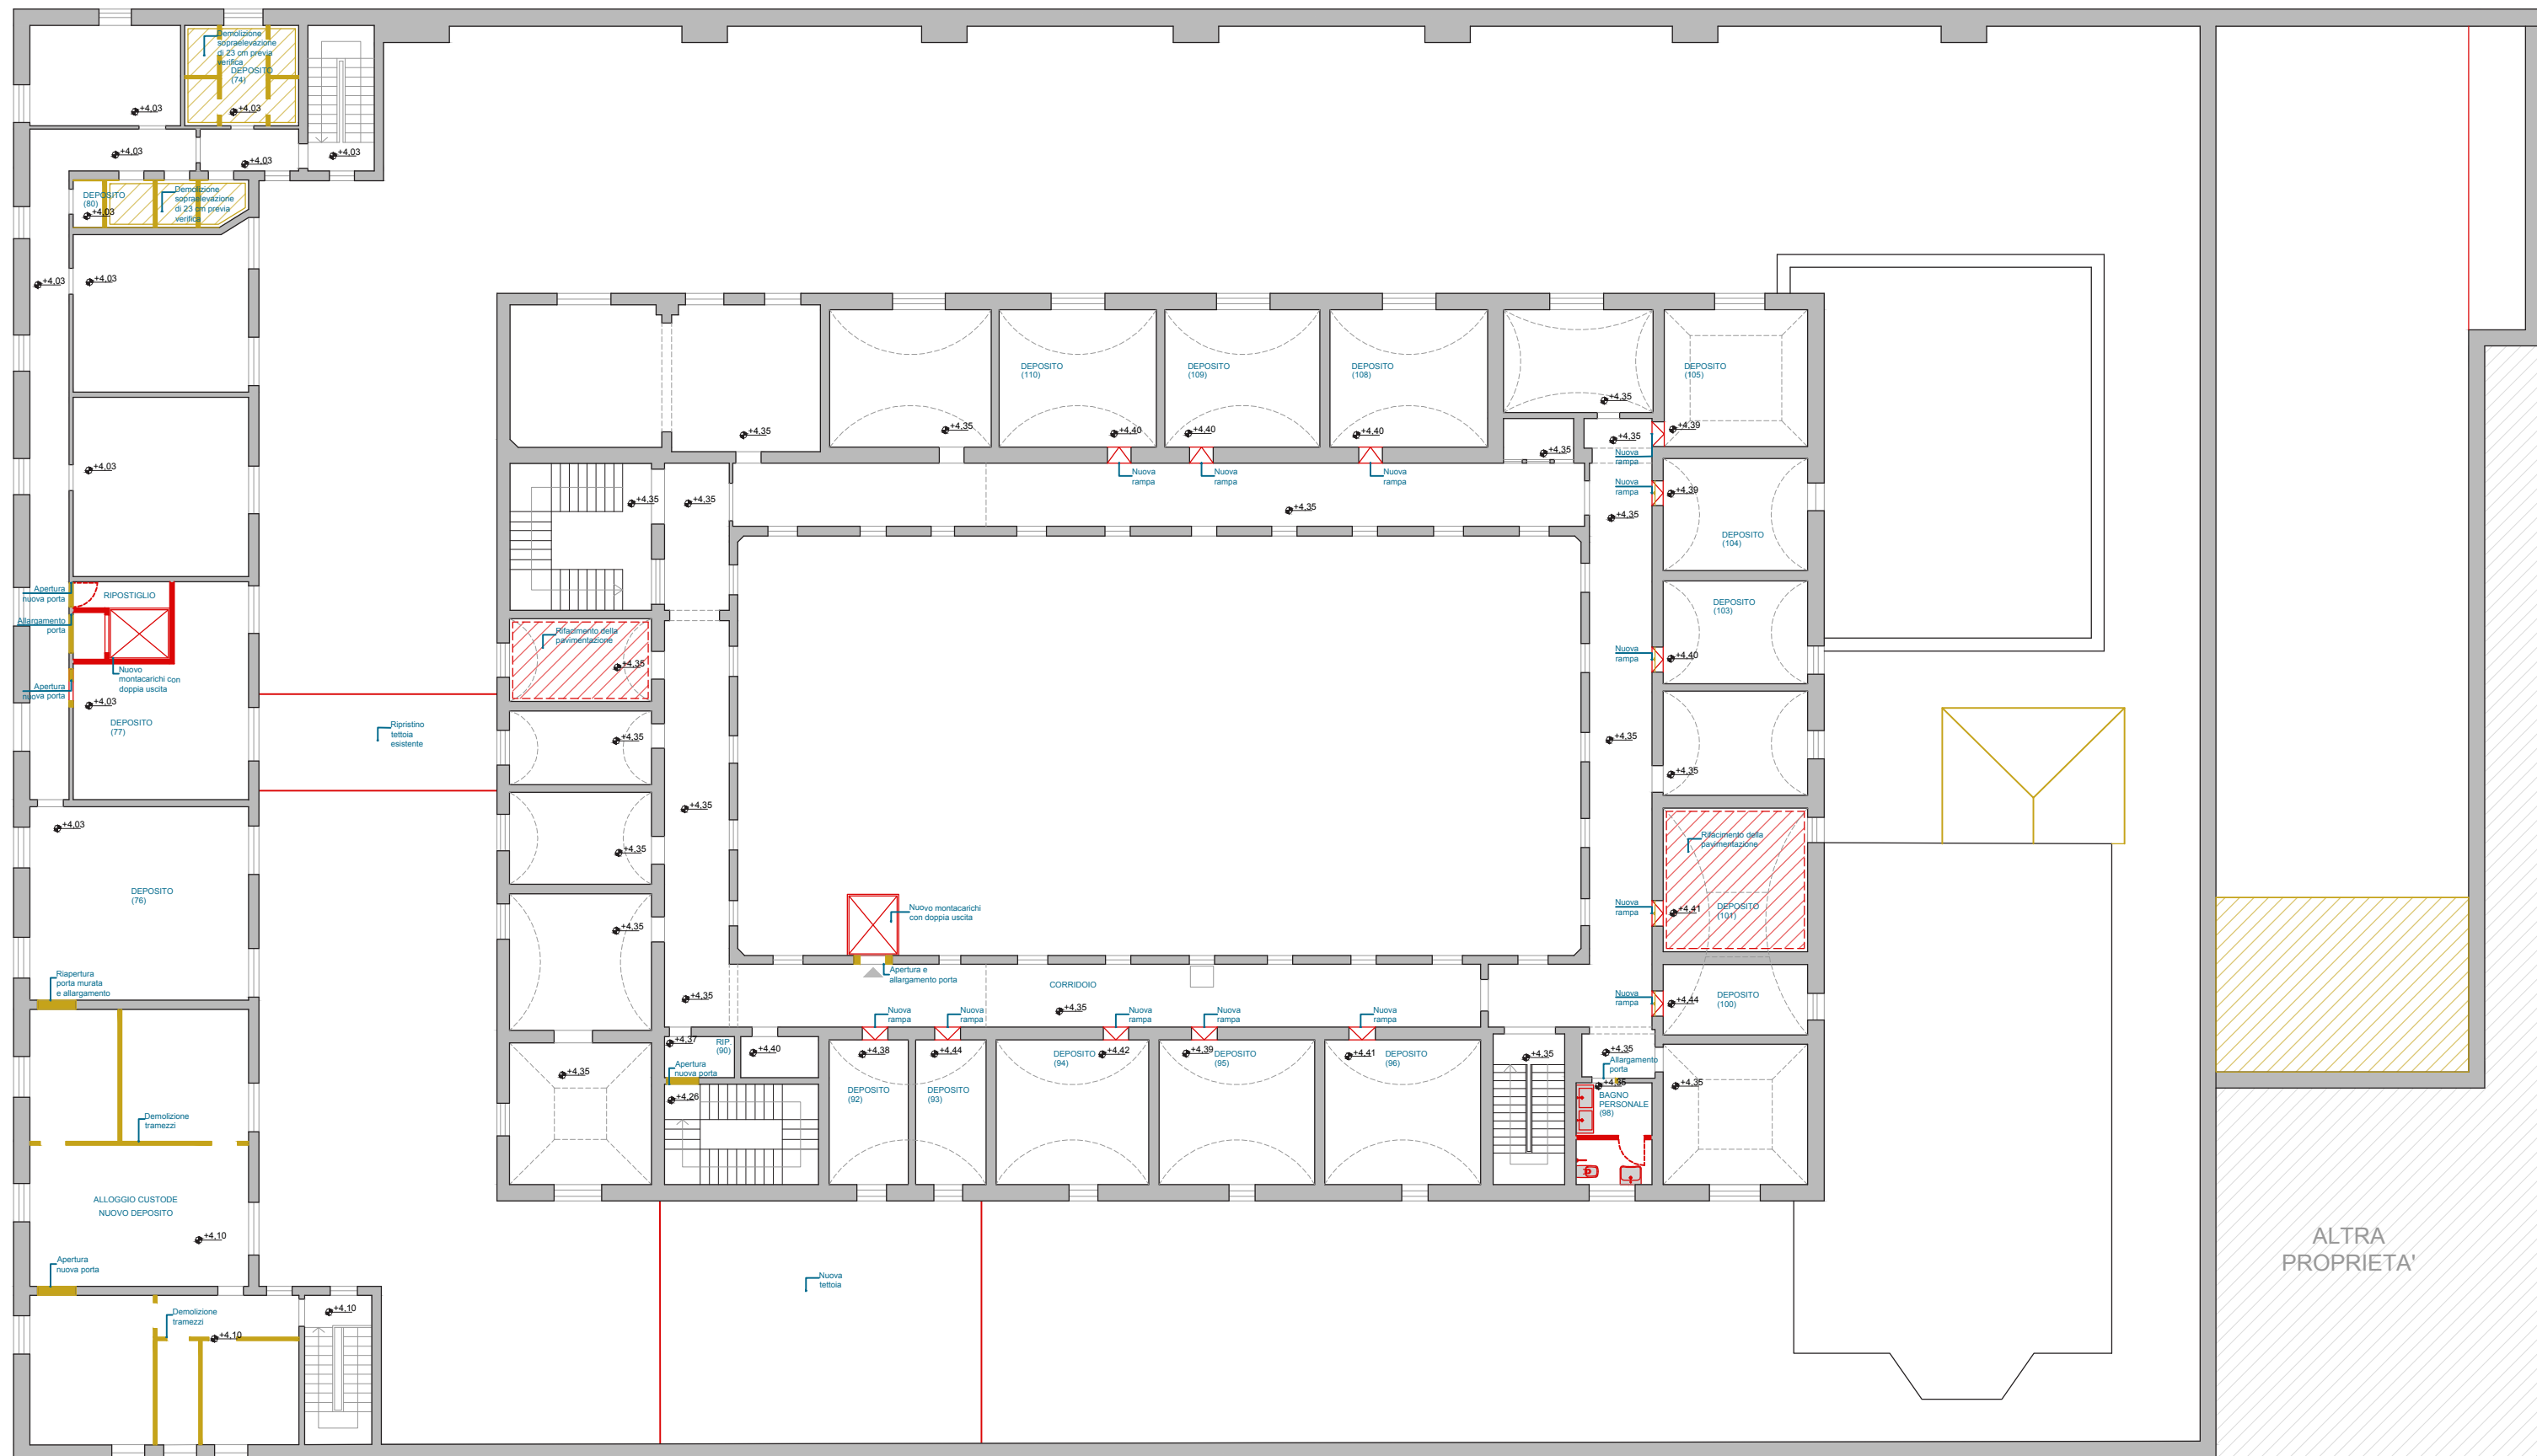 Demolizione
sopraelevazione
di 23 cm previa
verifica
DEPOSITO
(74)
+4,03
+4,03
+4,03
+4,03
+4,03
DEPOSITO
(80)
+4,03
Demolizione
sopraelevazione
di 23 cm previa
verifica
+4,03
+4,03
+4,03
Apertura
nuova porta
RIPOSTIGLIO
Allargamento
porta
Nuovo
montacarichi con
doppia uscita
Apertura
nuova porta
+4,03
DEPOSITO
(77)
Ripristino
tettoia
esistente
+4,03
DEPOSITO
(76)
Riapertura
porta murata
e allargamento
Demolizione
tramezzi
ALLOGGIO CUSTODE
NUOVO DEPOSITO
+4,10
Apertura
nuova porta
Demolizione
tramezzi
+4,10
+4,10
+4,35
+4,35
DEPOSITO
(110)
+4,40
DEPOSITO
(109)
+4,40
DEPOSITO
(108)
+4,40
+4,35
DEPOSITO
(105)
+4,39
+4,35
+4,35
Nuova
rampa
Nuova
rampa
Nuova
rampa
Nuova
rampa
Nuova
rampa
+4,39
+4,35
+4,35
+4,35
+4,35
DEPOSITO
(104)
DEPOSITO
(103)
Nuova
rampa
+4,40
Rifacimento della
pavimentazione
+4,35
+4,35
+4,35
+4,35
+4,35
+4,35
+4,35
Rifacimento della
pavimentazione
Nuova
rampa
+4,41
DEPOSITO
(101)
Nuovo montacarichi
con doppia uscita
Apertura e
allargamento porta
CORRIDOIO
+4,35
+4,35
Nuova
rampa
+4,44
DEPOSITO
(100)
Nuova
rampa
Nuova
rampa
Nuova
rampa
Nuova
rampa
Nuova
rampa
+4,37
RIP.
(90)
+4,40
+4,38
+4,44
DEPOSITO
(94)
+4,42
+4,39
DEPOSITO
(95)
+4,41
DEPOSITO
(96)
+4,35
+4,35
Allargamento
porta
+4,35
+4,35
BAGNO
PERSONALE
(98)
+4,35
Apertura
nuova porta
+4,26
DEPOSITO
(92)
DEPOSITO
(93)
Nuova
tettoia
ALTRA
PROPRIETA'